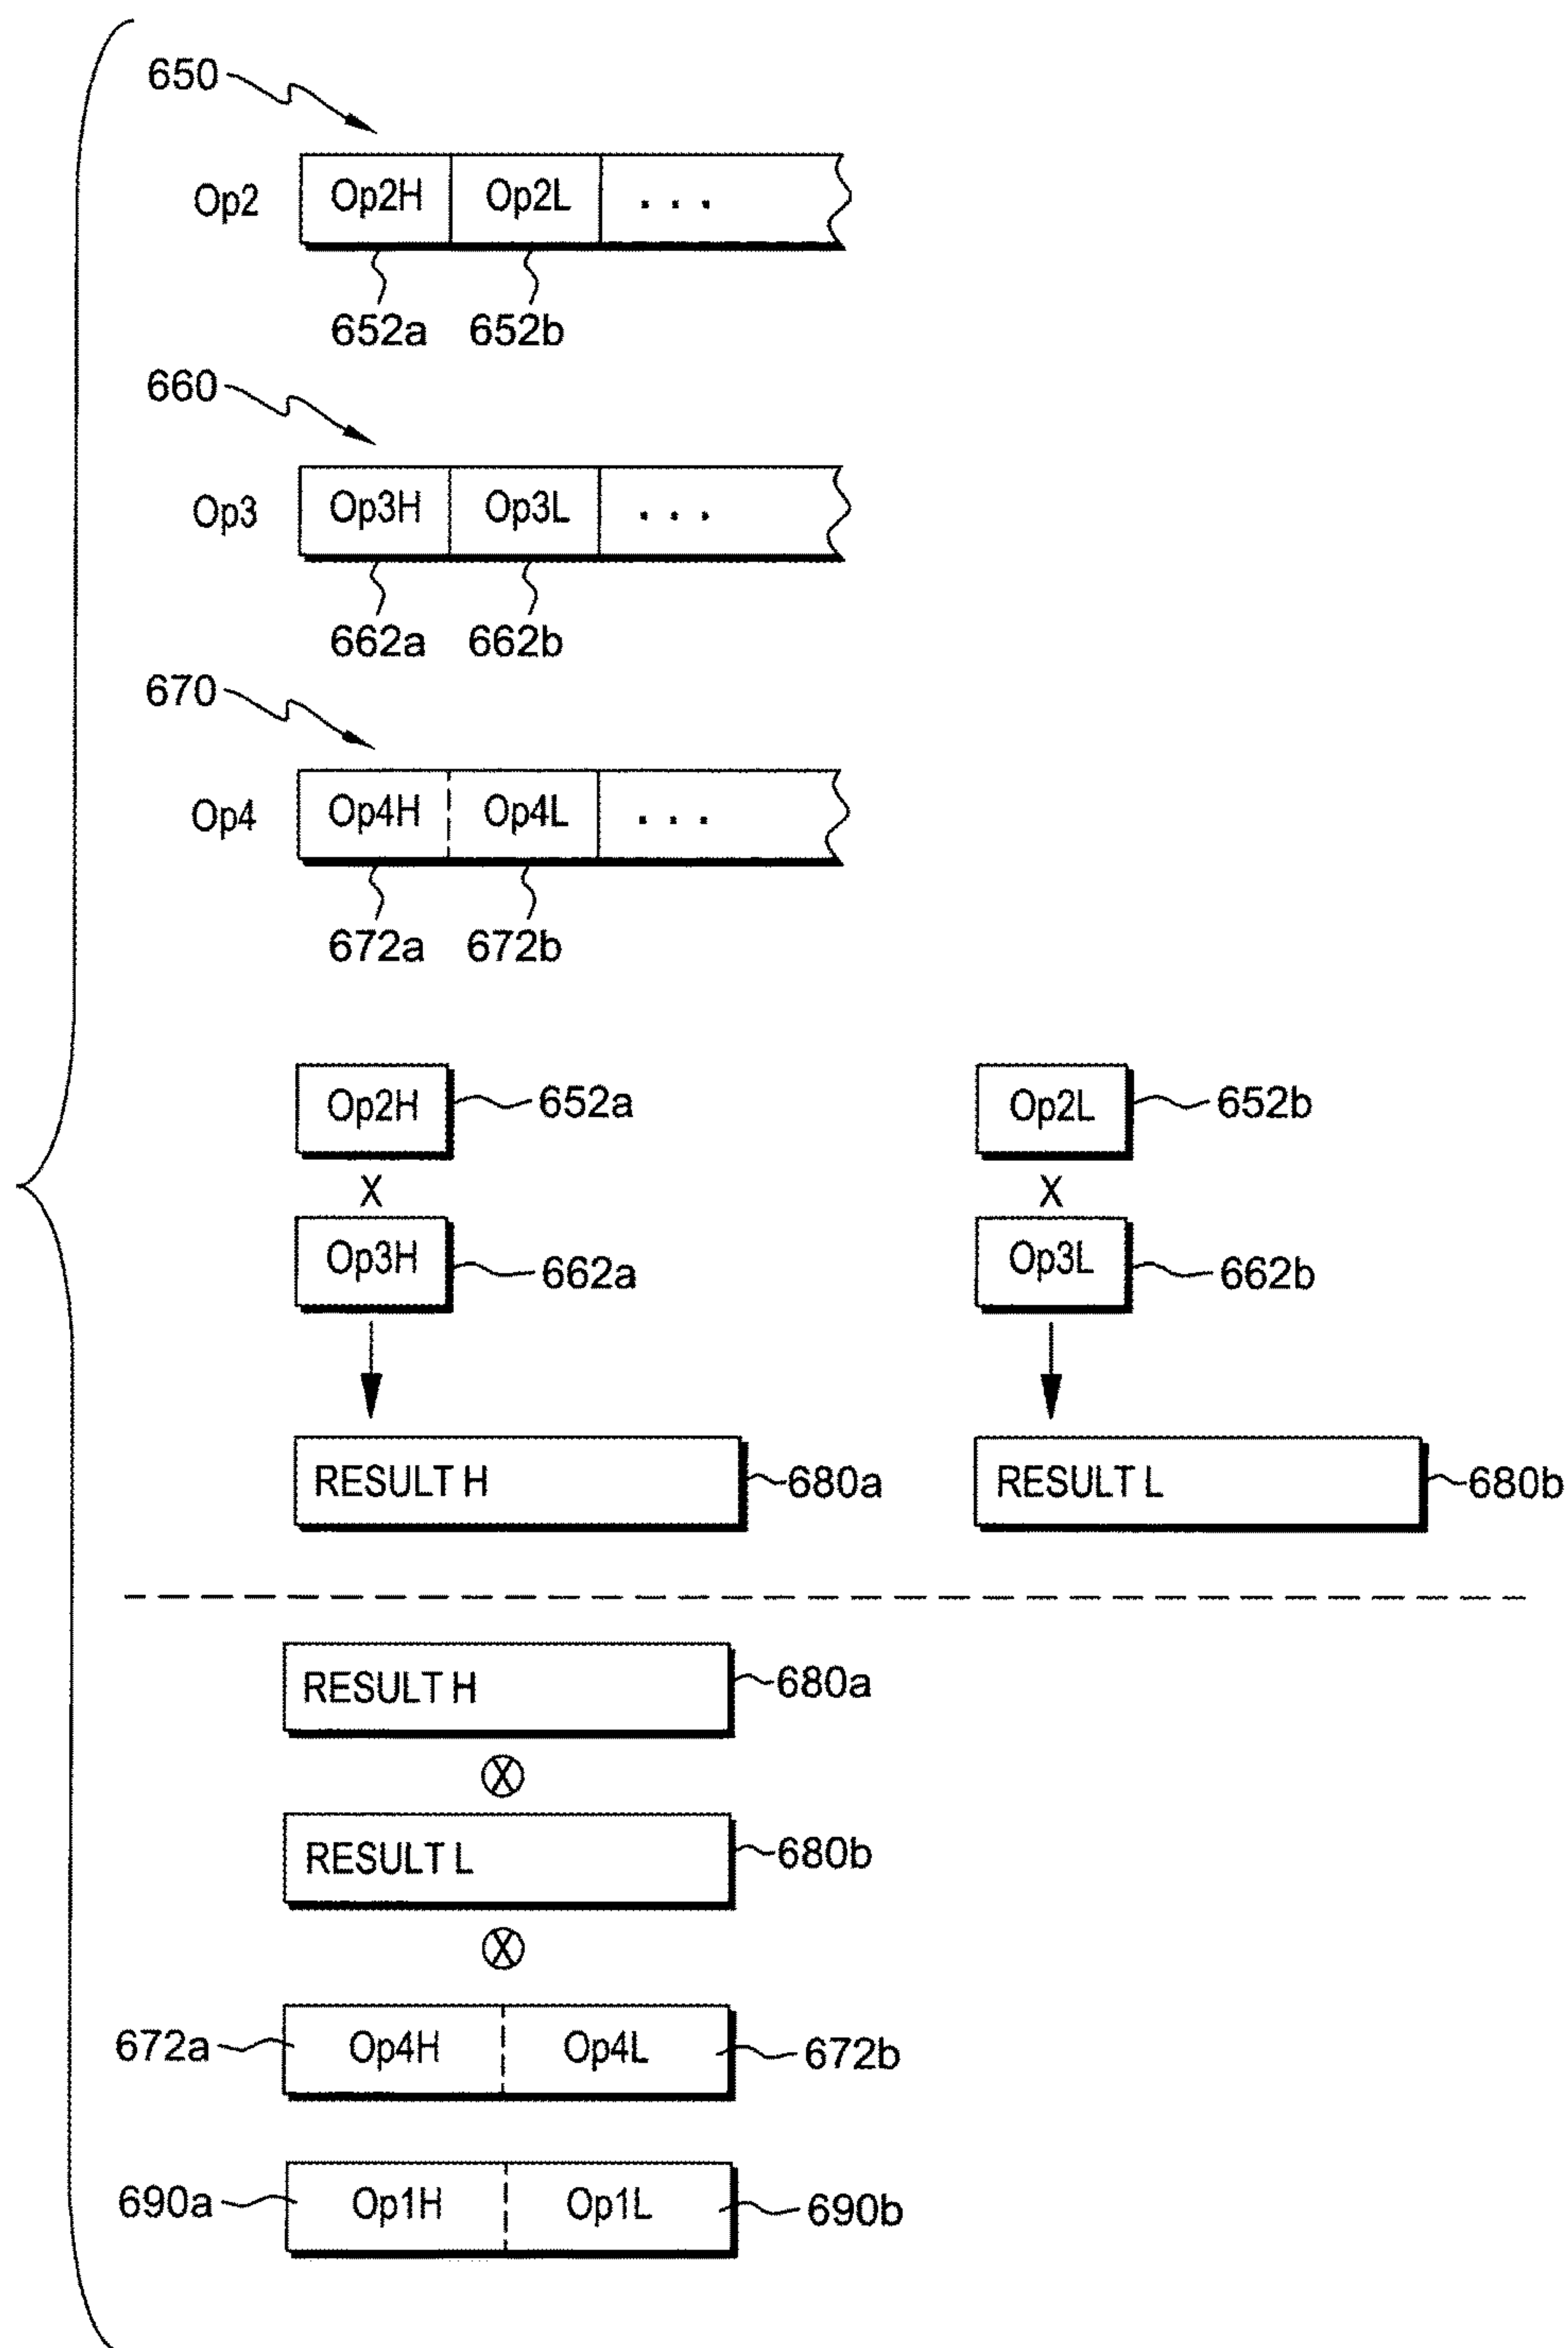 650
Op2 Op2H Op2L . . .
652a 652b
660
Op3 Op3H Op3L . . .
662a 662b
670
Op4 Op4H Op4L . . .
672a 672b
Op2H 652a Op2L 652b
X X
Op3H 662a Op3L 662b
RESULT H 680a RESULT L 680b
RESULT H 680a
X
RESULT L 680b
X
672a Op4H Op4L 672b
690a Op1H Op1L 690b